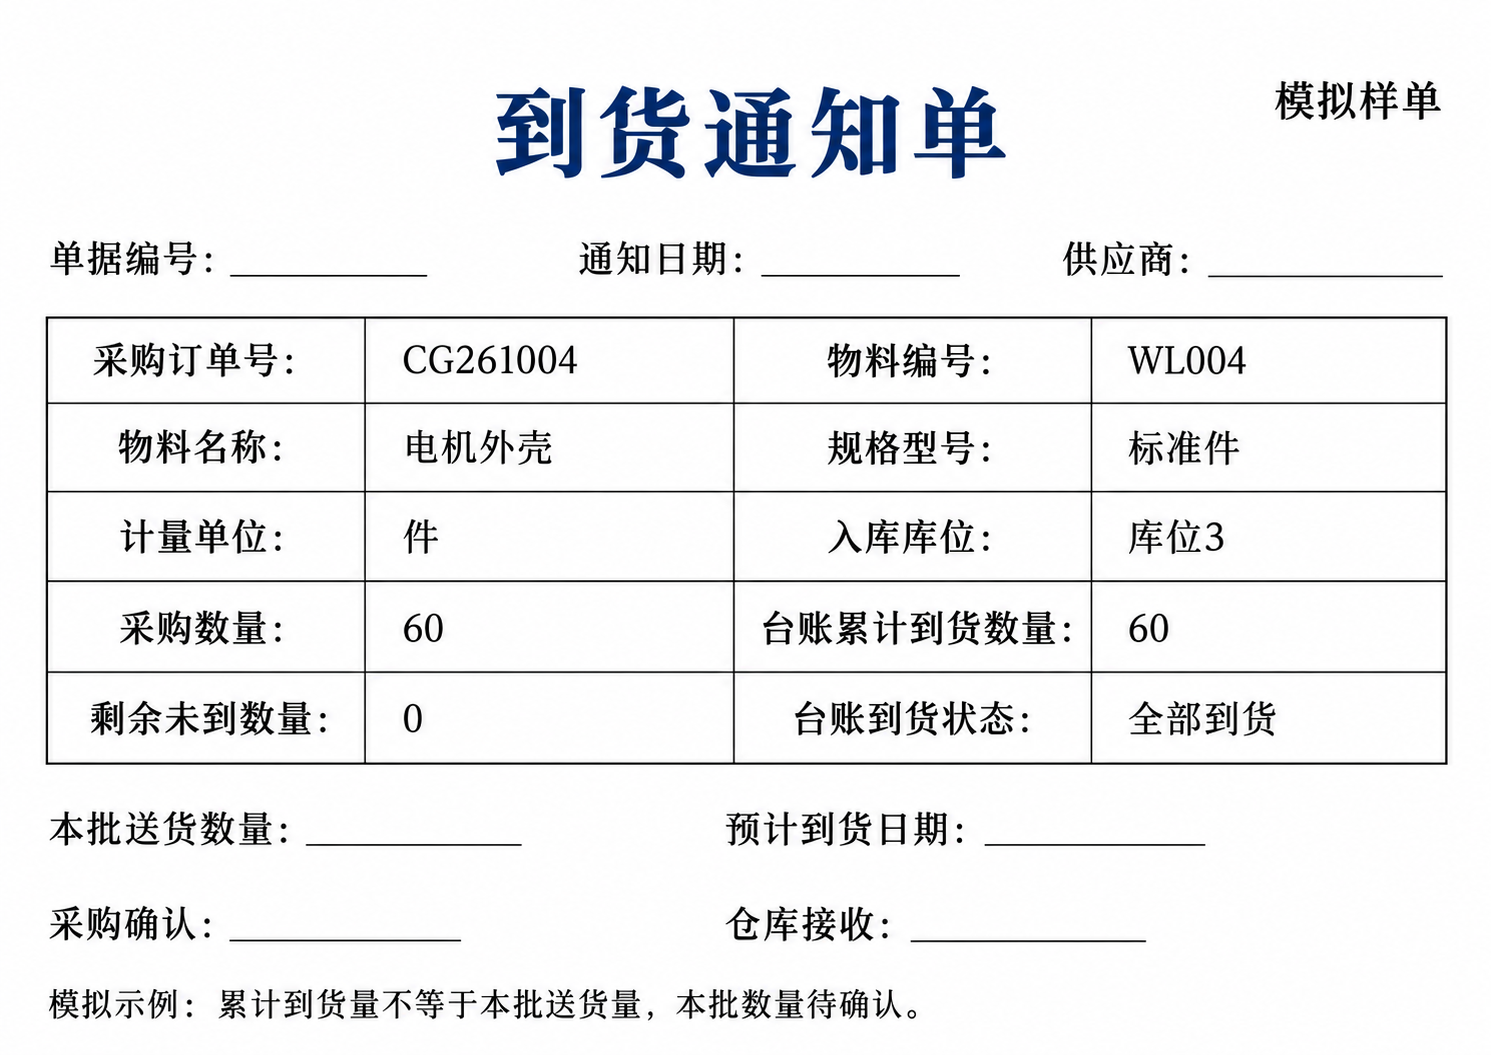 到货通知单
模拟样单
单据编号：__________ 通知日期：__________ 供应商：__________
采购订单号： CG261004 物料编号： WL004
物料名称： 电机外壳 规格型号： 标准件
计量单位： 件 入库库位： 库位3
采购数量： 60 台账累计到货数量： 60
剩余未到数量： 0 台账到货状态： 全部到货
本批送货数量：__________ 预计到货日期：__________
采购确认：__________ 仓库接收：__________
模拟示例：累计到货量不等于本批送货量，本批数量待确认。